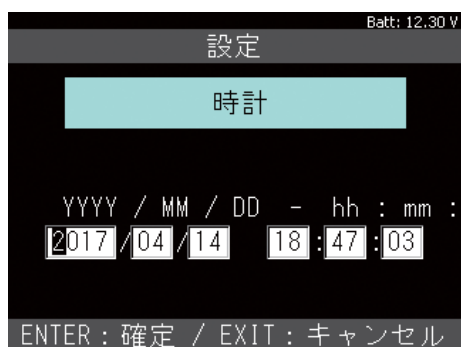 Batt: 12.30 V
設定
時計
YYYY / MM / DD - hh : mm :
2017/04/14 18:47:03
ENTER：確定 / EXIT：キャンセル